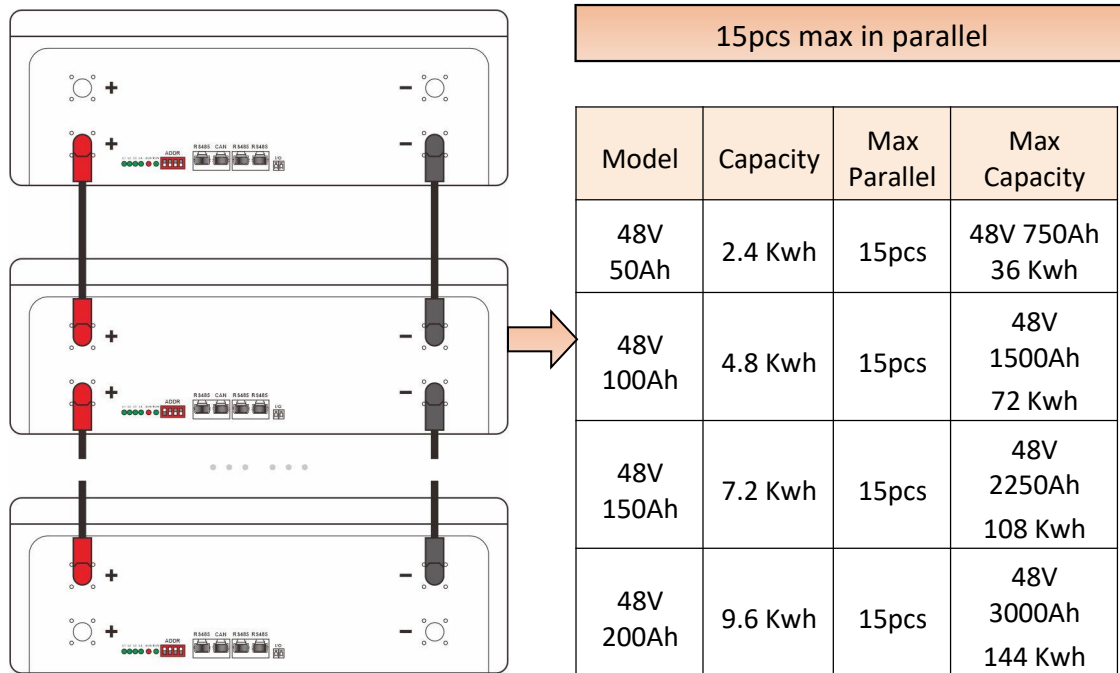 + −
+ −
ADDR RS485 CAN RS485 RS485 I/O
+ −
+ −
ADDR RS485 CAN RS485 RS485 I/O
+ −
+ −
ADDR RS485 CAN RS485 RS485
15pcs max in parallel
Model Capacity Max Parallel Max Capacity
48V 50Ah 2.4 Kwh 15pcs 48V 750Ah 36 Kwh
48V 100Ah 4.8 Kwh 15pcs 48V 1500Ah 72 Kwh
48V 150Ah 7.2 Kwh 15pcs 48V 2250Ah 108 Kwh
48V 200Ah 9.6 Kwh 15pcs 48V 3000Ah 144 Kwh